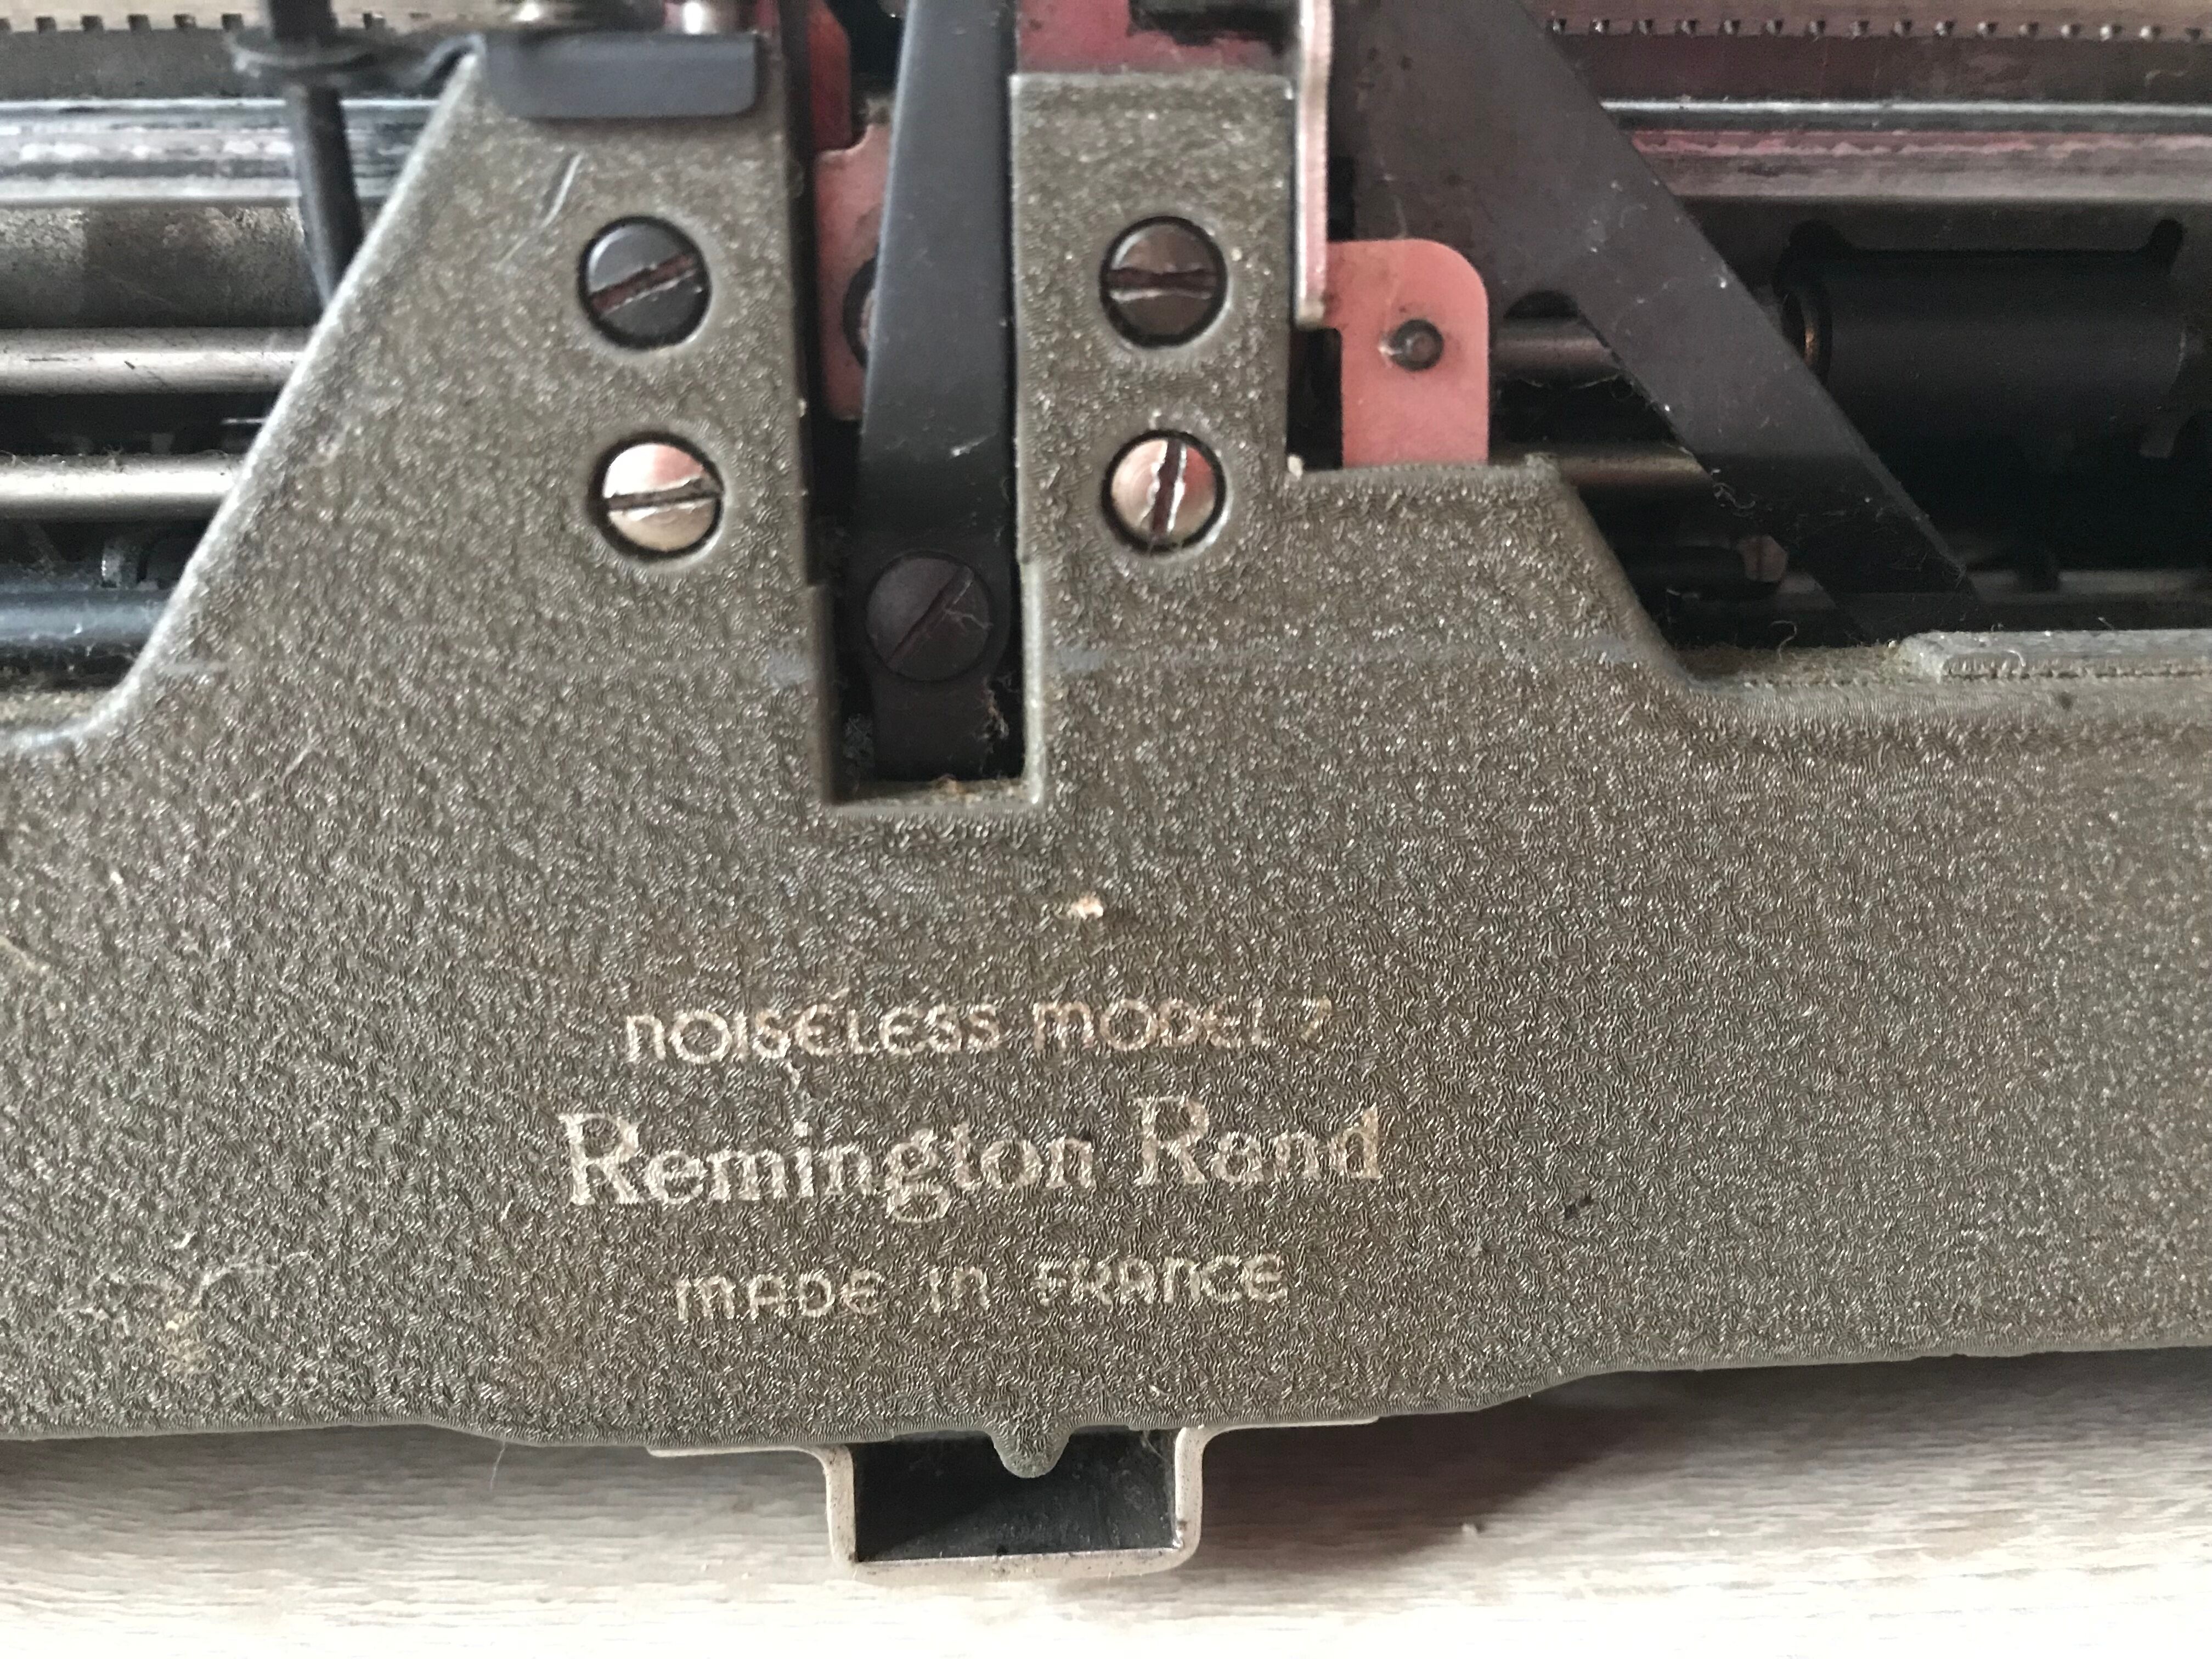 NOISELESS MODEL 7
Remington Rand
MADE IN FRANCE